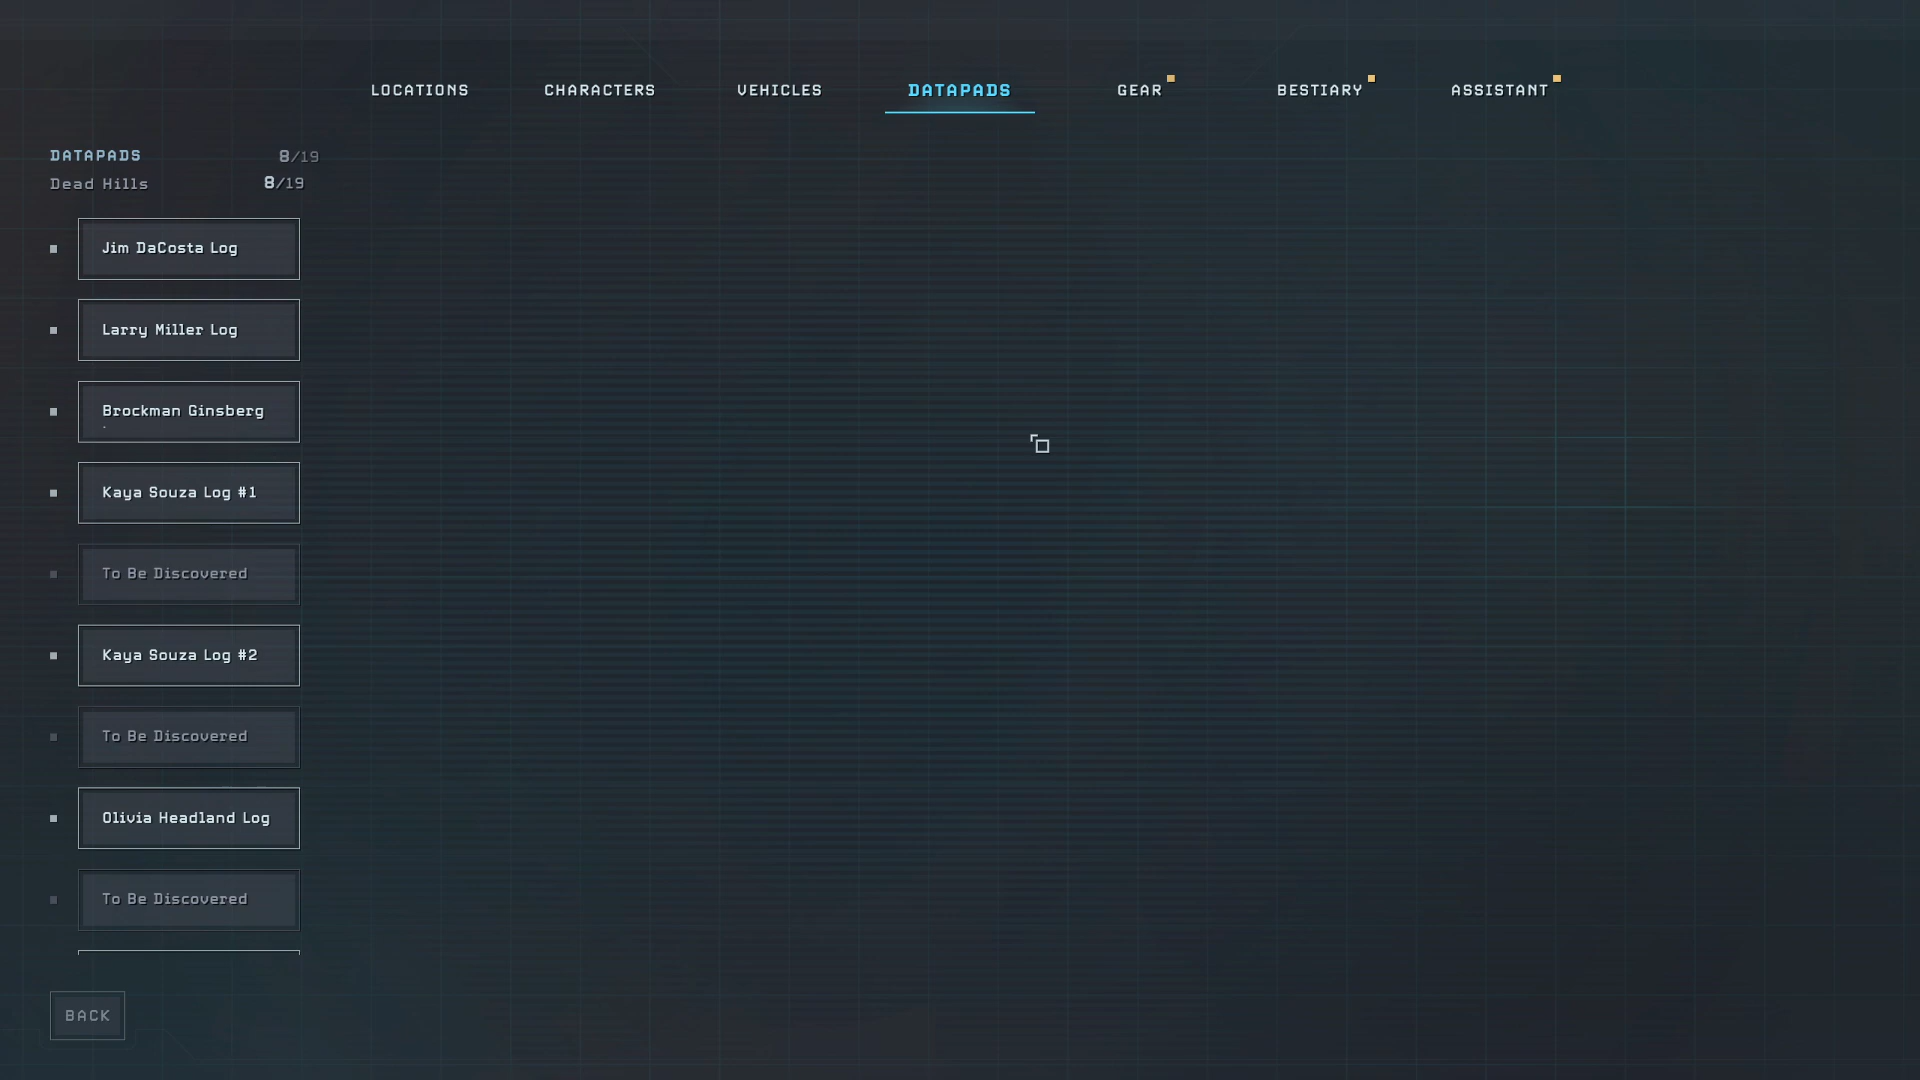 LOCATIONS CHARACTERS VEHICLES DATAPADS GEAR BESTIARY ASSISTANT
DATAPADS 8/19
Dead Hills 8/19
Jim DaCosta Log
Larry Miller Log
Brockman Ginsberg
Kaya Souza Log #1
To Be Discovered
Kaya Souza Log #2
To Be Discovered
Olivia Headland Log
To Be Discovered
BACK